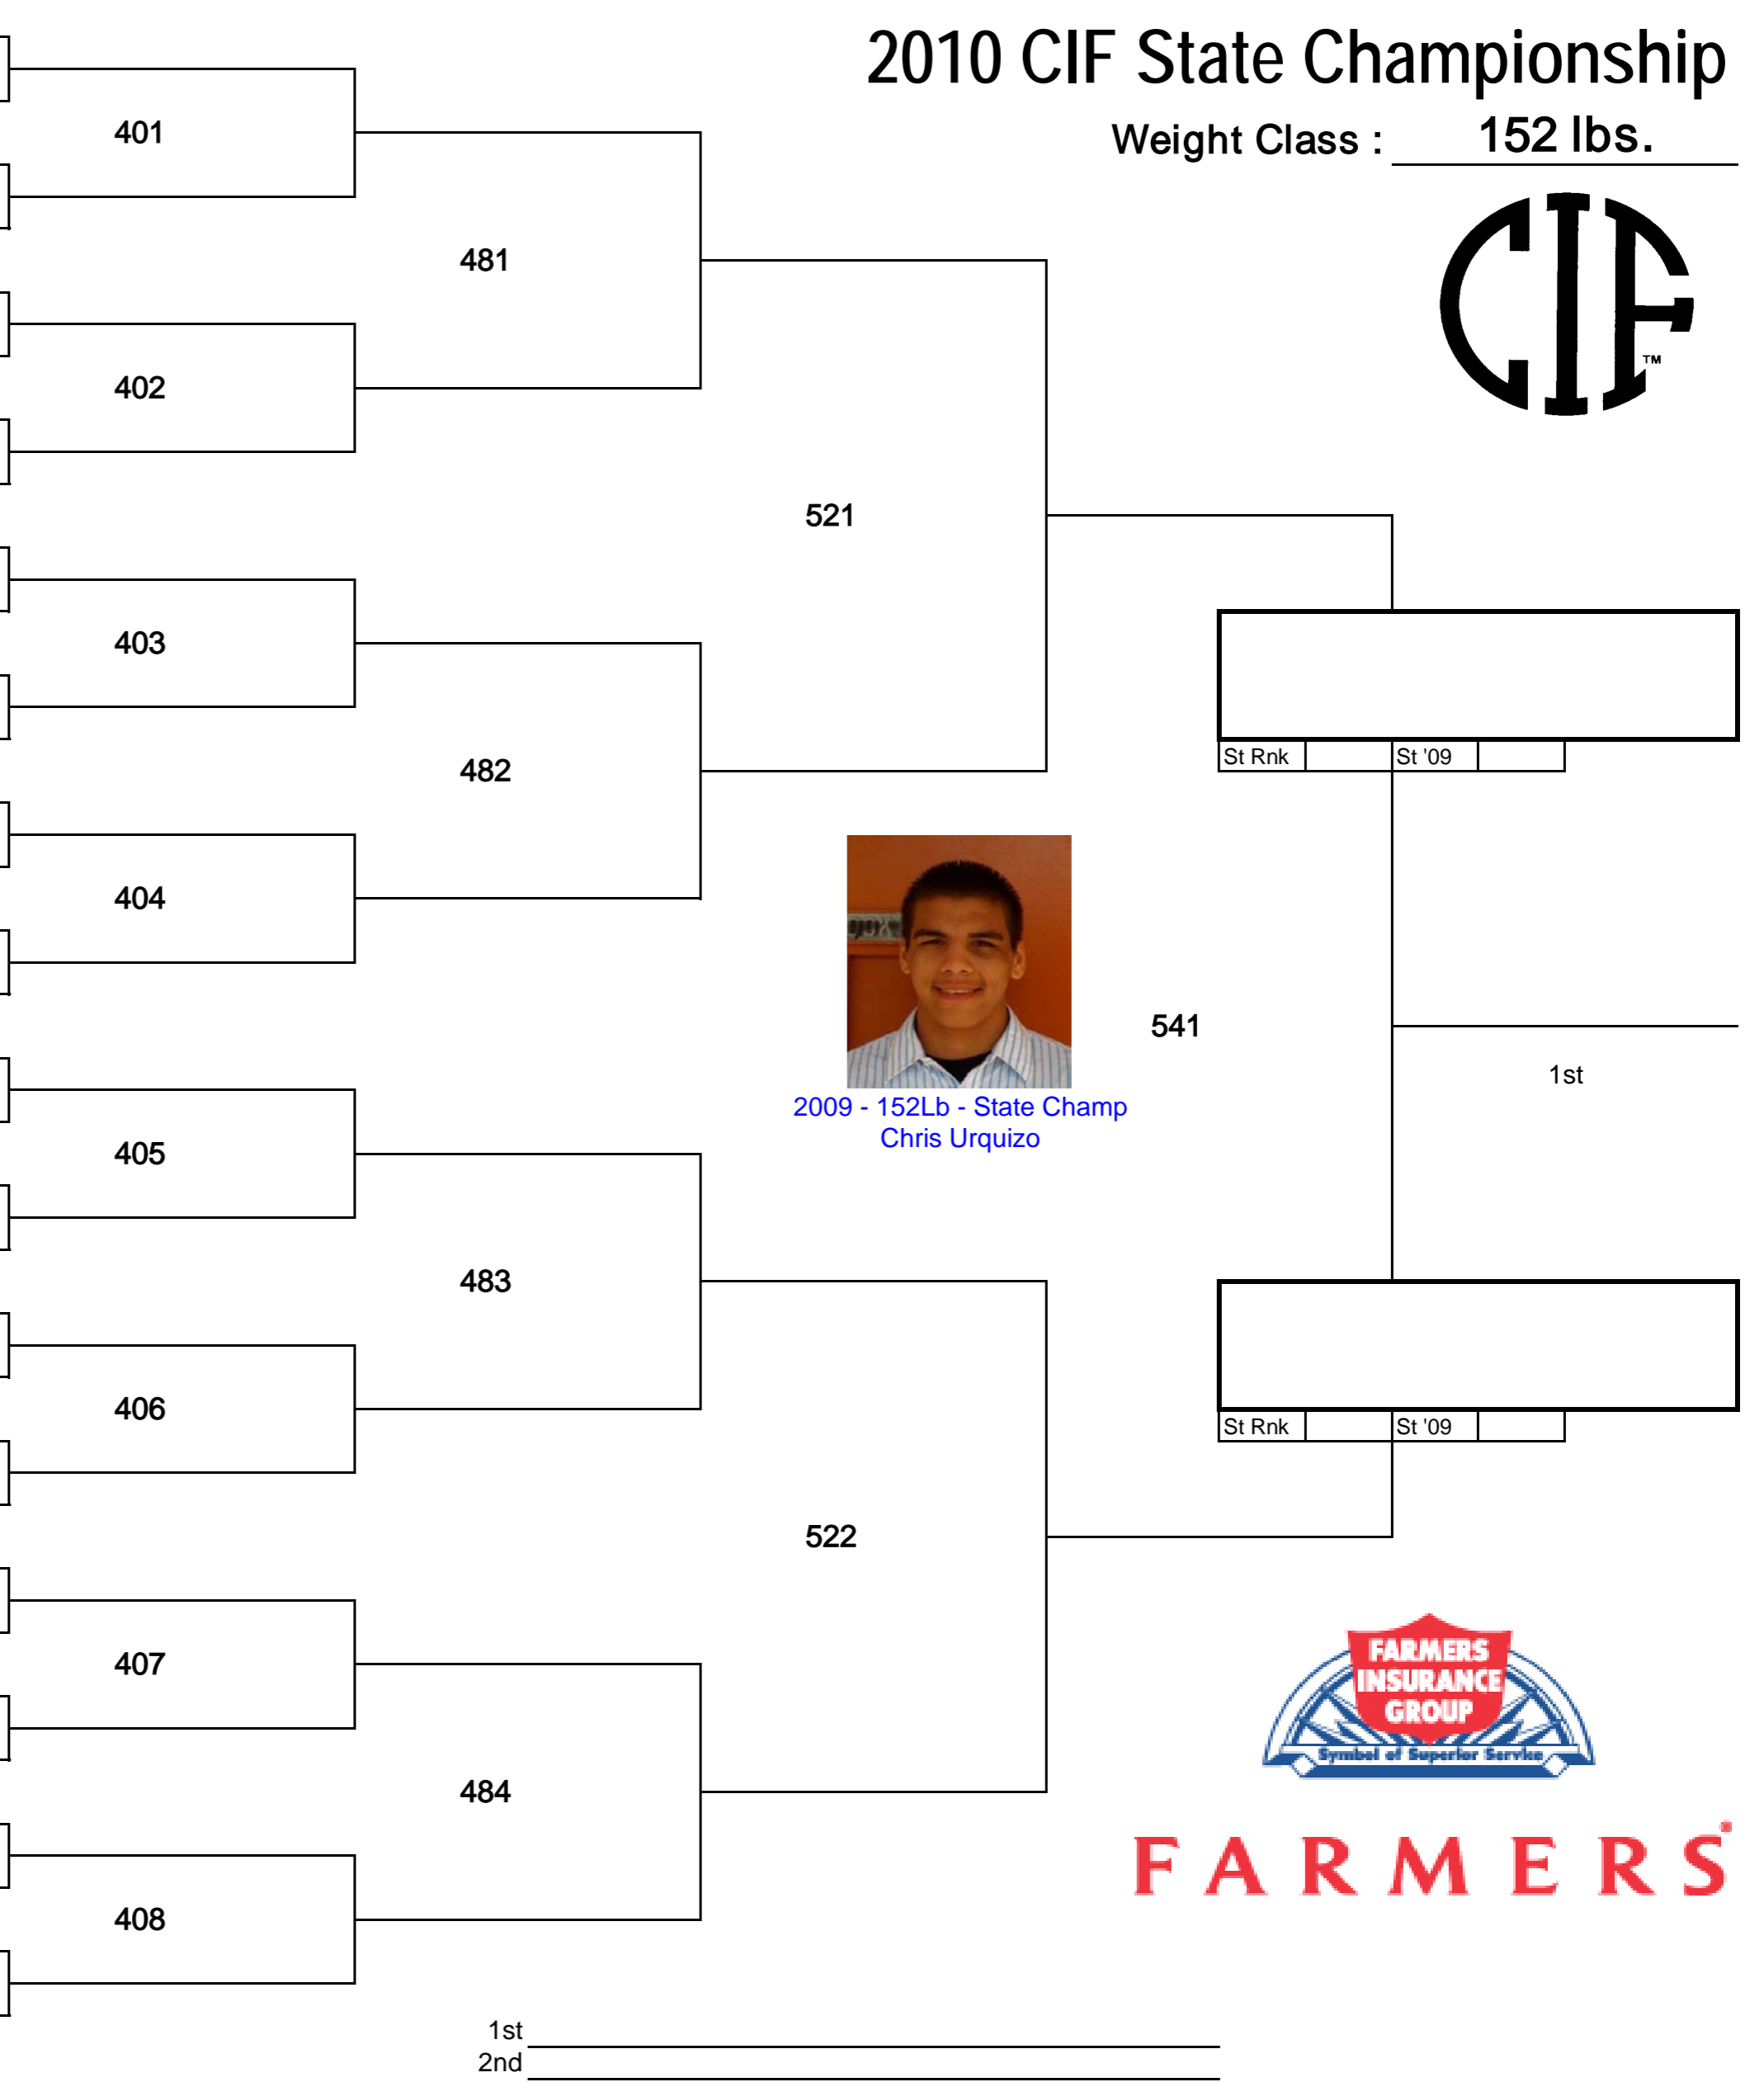 2010 CIF State Championship
Weight Class : 152 lbs.
CIF
TM
401
481
402
521
403
St Rnk St '09
482
404
541
1st
2009 - 152Lb - State Champ
Chris Urquizo
405
483
406
St Rnk St '09
522
407
FARMERS
INSURANCE
GROUP
Symbol of Superior Service
484
FARMERS
408
1st
2nd